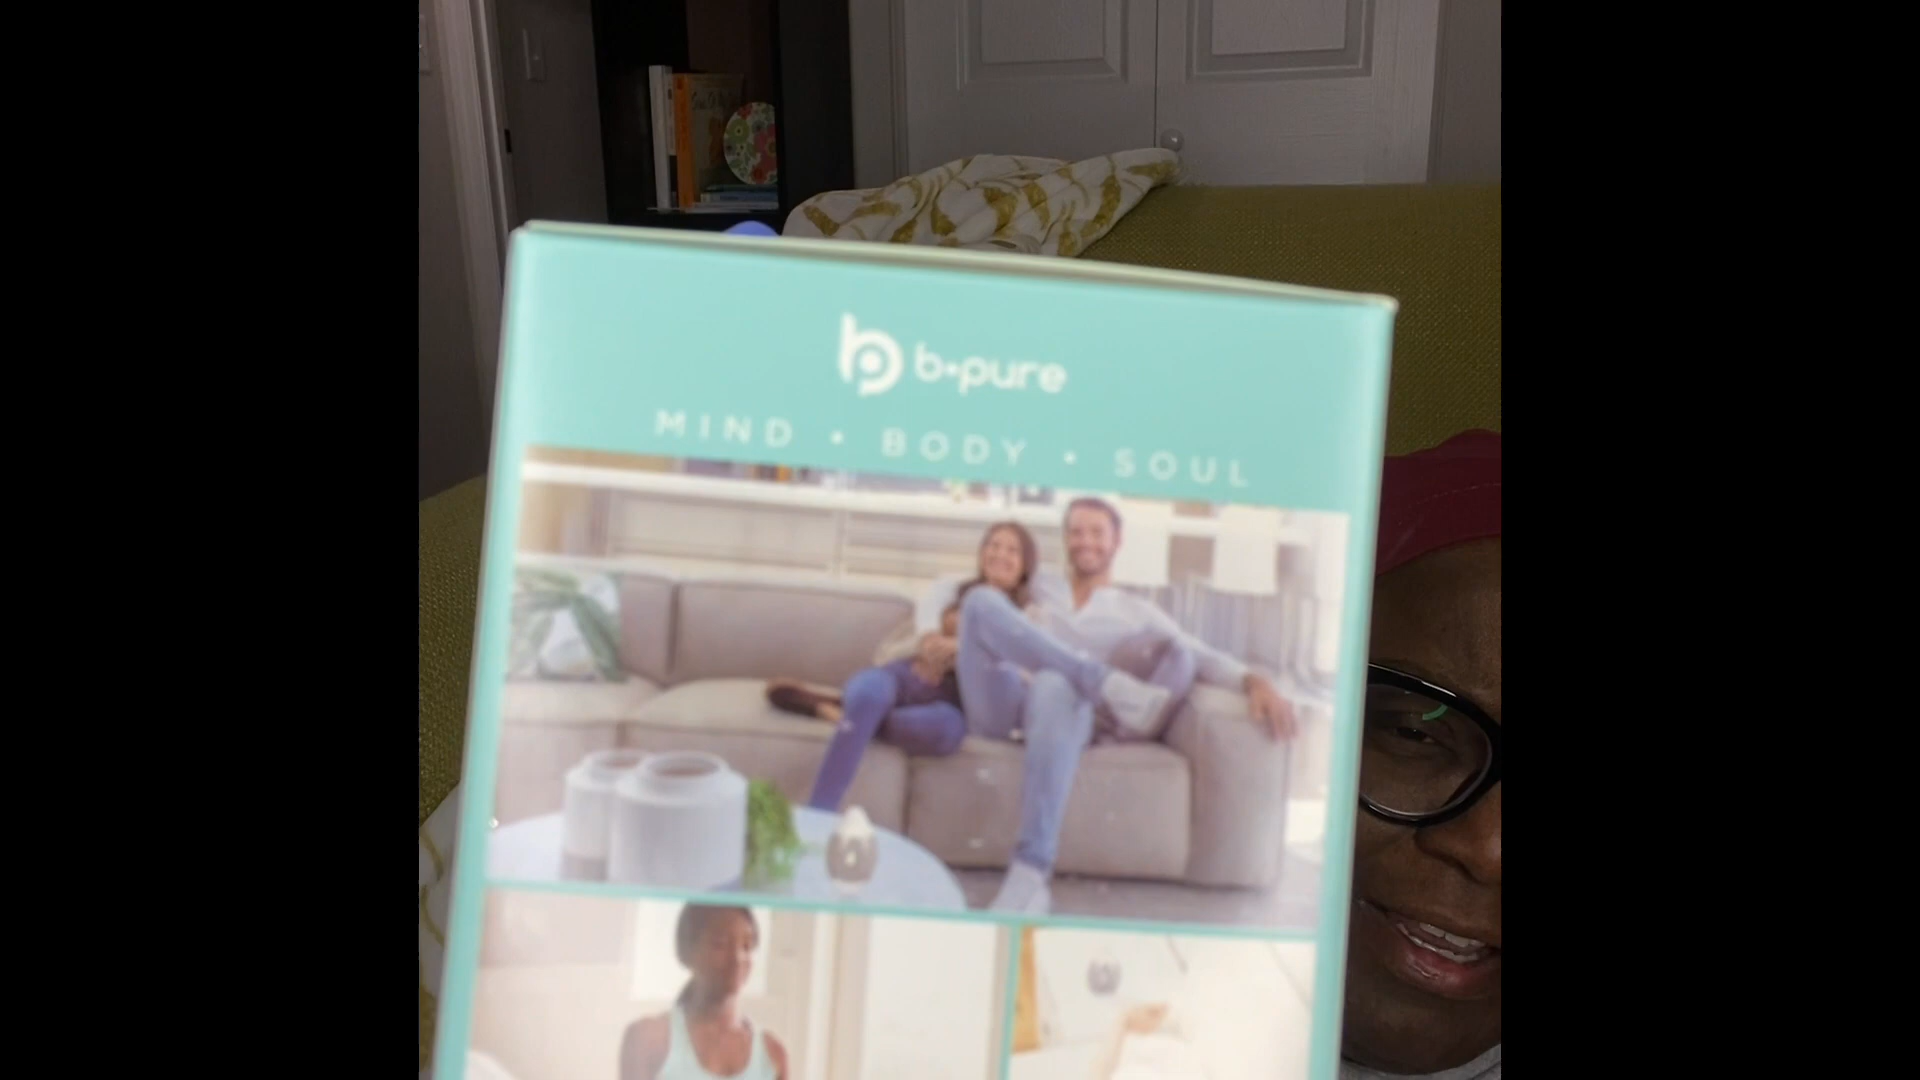 b•pure
MIND • BODY • SOUL